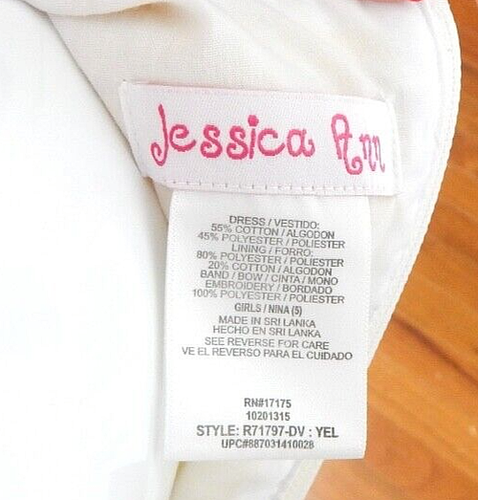 Jessica Ann
DRESS / VESTIDO:
55% COTTON / ALGODON
45% POLYESTER / POLIESTER
LINING / FORRO:
80% POLYESTER / POLIESTER
20% COTTON / ALGODON
BAND / BOW / CINTA / MONO
EMBROIDERY / BORDADO
100% POLYESTER / POLIESTER
GIRLS / NINA (5)
MADE IN SRI LANKA
HECHO EN SRI LANKA
SEE REVERSE FOR CARE
VE EL REVERSO PARA EL CUIDADO
RN#17175
10201315
STYLE: R71797-DV : YEL
UPC#887031410028